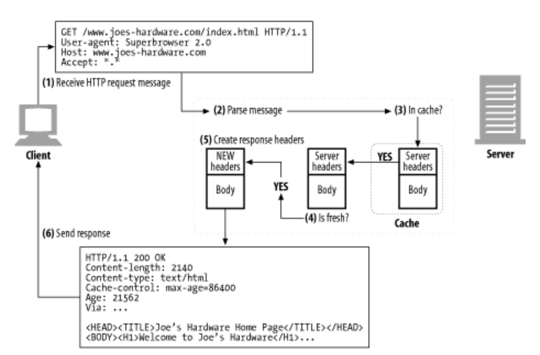 GET /www.joes-hardware.com/index.html HTTP/1.1
User-agent: Superbrowser 2.0
Host: www.joes-hardware.com
Accept: *.*
(1) Receive HTTP request message
(2) Parse message
(3) In cache?
(5) Create response headers
Client
Server
NEW
headers
Body
YES
Server
headers
Body
YES
Server
headers
Body
(4) Is fresh?
Cache
(6) Send response
HTTP/1.1 200 OK
Content-length: 2140
Content-type: text/html
Cache-control: max-age=86400
Age: 21562
Via: ...
<HEAD><TITLE>Joe's Hardware Home Page</TITLE></HEAD>
<BODY><H1>Welcome to Joe's Hardware</H1>...